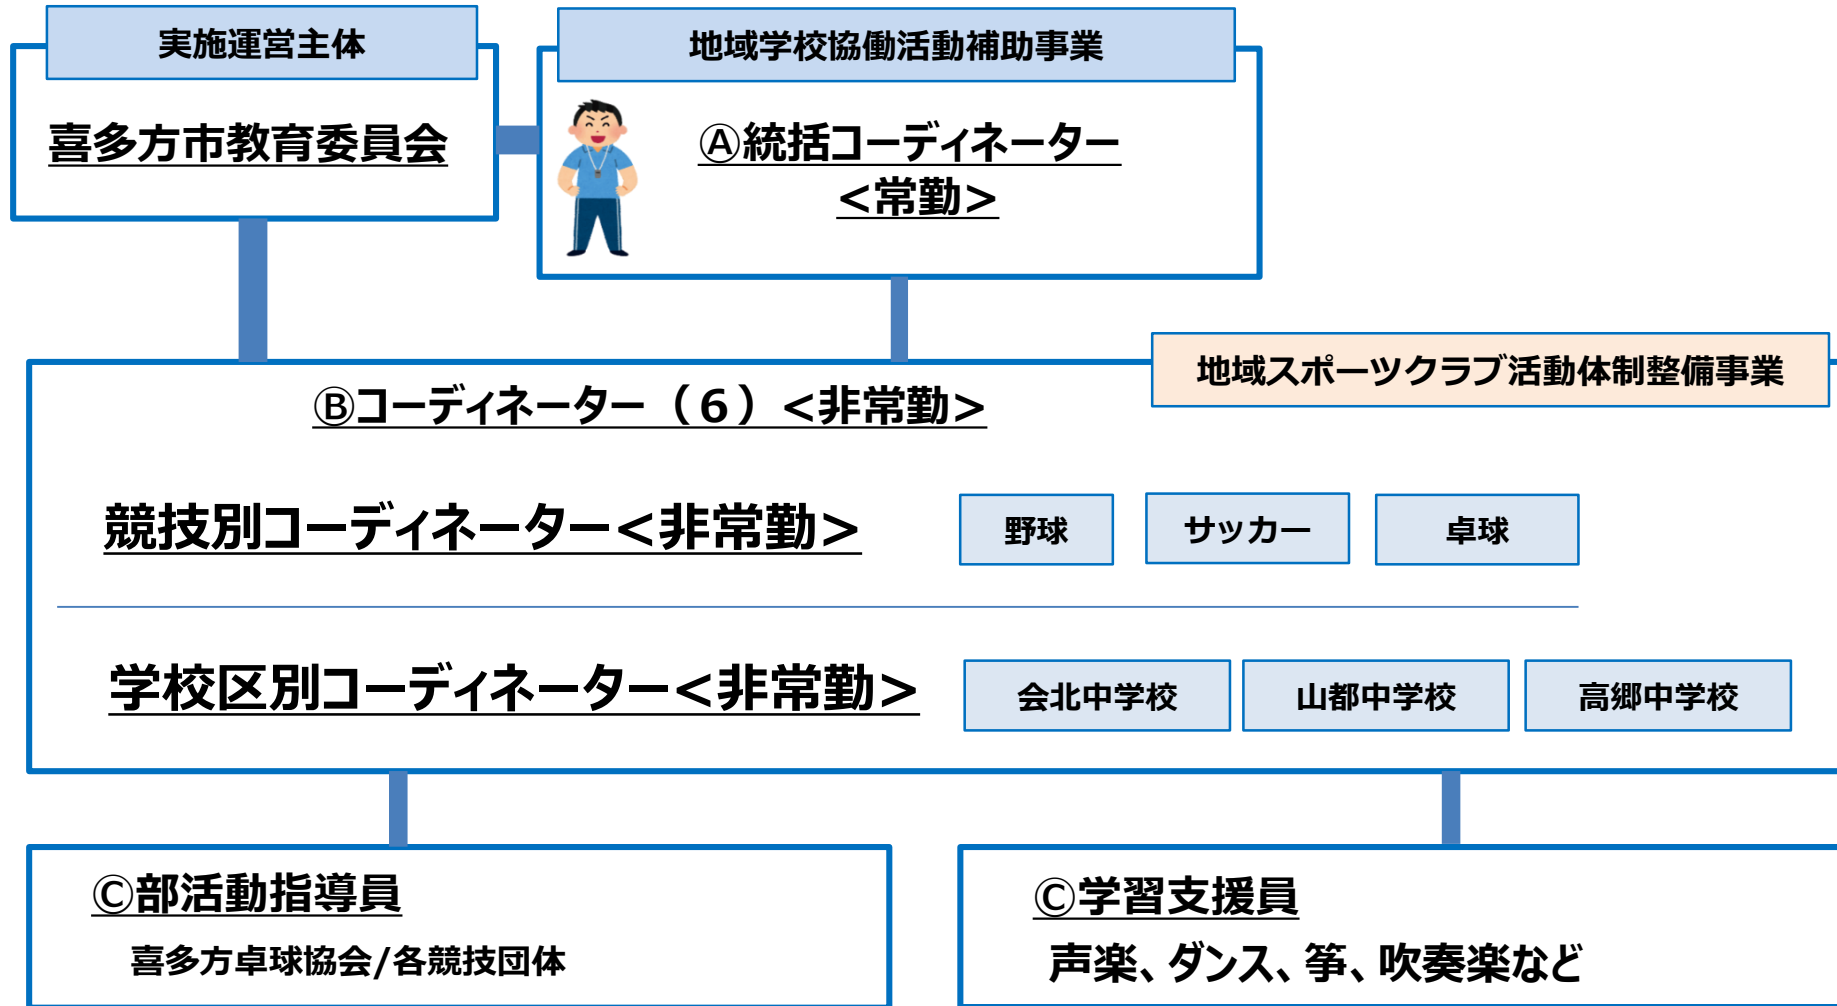 実施運営主体
喜多方市教育委員会
地域学校協働活動補助事業
Ⓐ統括コーディネーター
<常勤>
地域スポーツクラブ活動体制整備事業
Ⓑコーディネーター（６）<非常勤>
競技別コーディネーター<非常勤>
野球
サッカー
卓球
学校区別コーディネーター<非常勤>
会北中学校
山都中学校
高郷中学校
Ⓒ部活動指導員
喜多方卓球協会/各競技団体
Ⓒ学習支援員
声楽、ダンス、箏、吹奏楽など